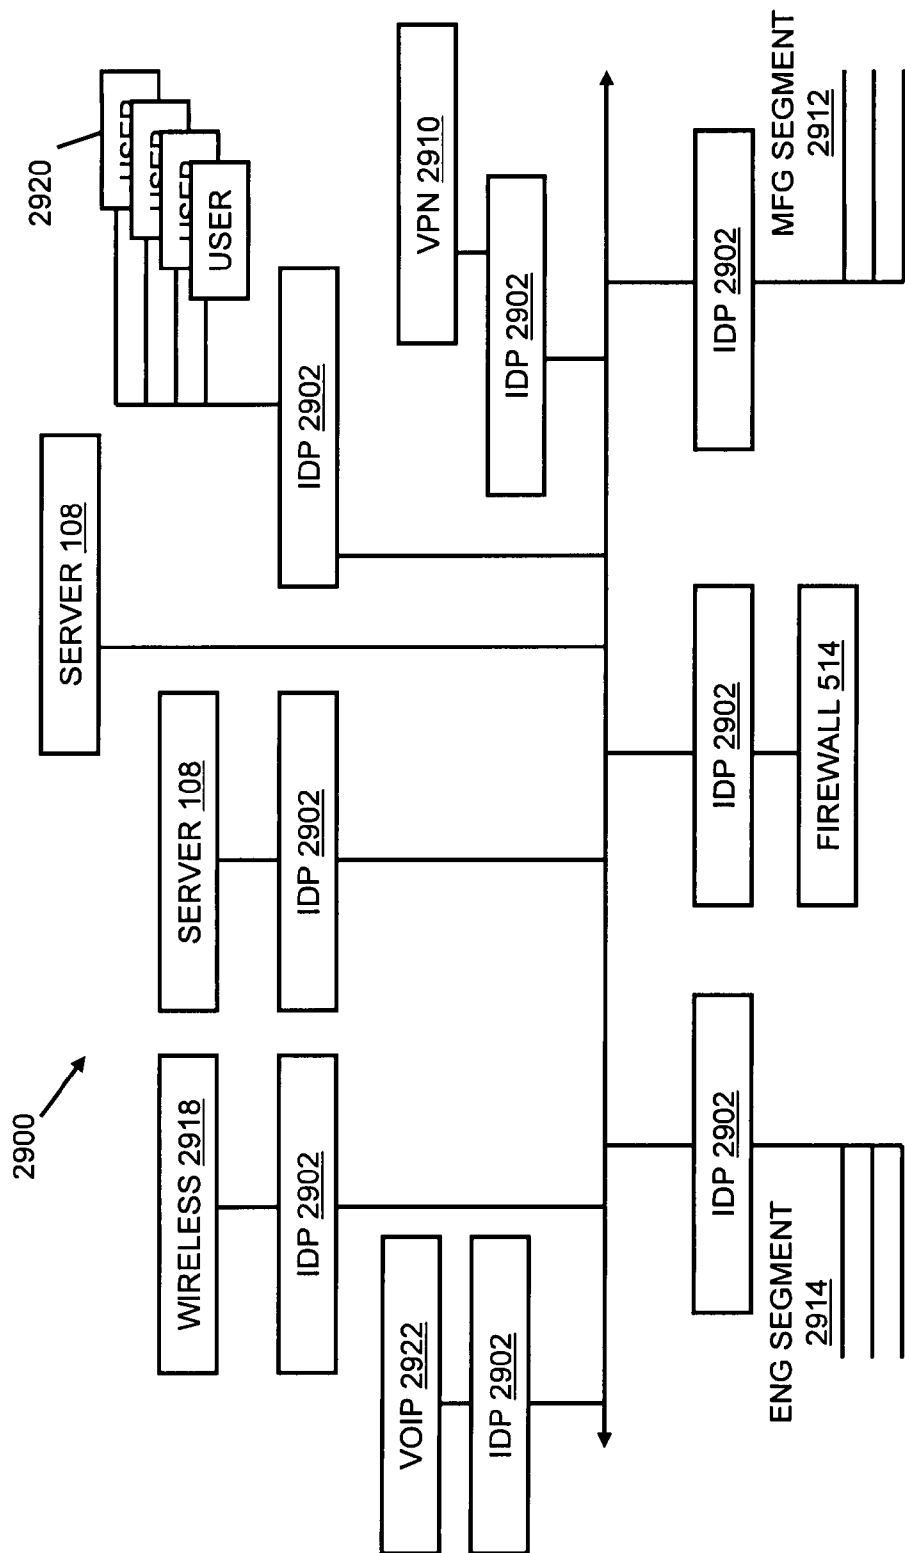 2900
2920
SERVER 108
WIRELESS 2918
SERVER 108
USER
USER
USER
USER
IDP 2902
IDP 2902
IDP 2902
VOIP 2922
VPN 2910
IDP 2902
IDP 2902
IDP 2902
IDP 2902
IDP 2902
ENG SEGMENT
2914
FIREWALL 514
MFG SEGMENT
2912